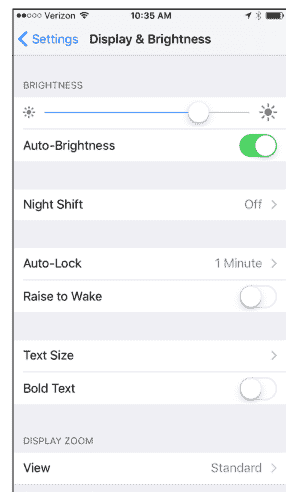 Verizon 10:35 AM
Settings Display & Brightness
BRIGHTNESS
Auto-Brightness
Night Shift Off
Auto-Lock 1 Minute
Raise to Wake
Text Size
Bold Text
DISPLAY ZOOM
View Standard